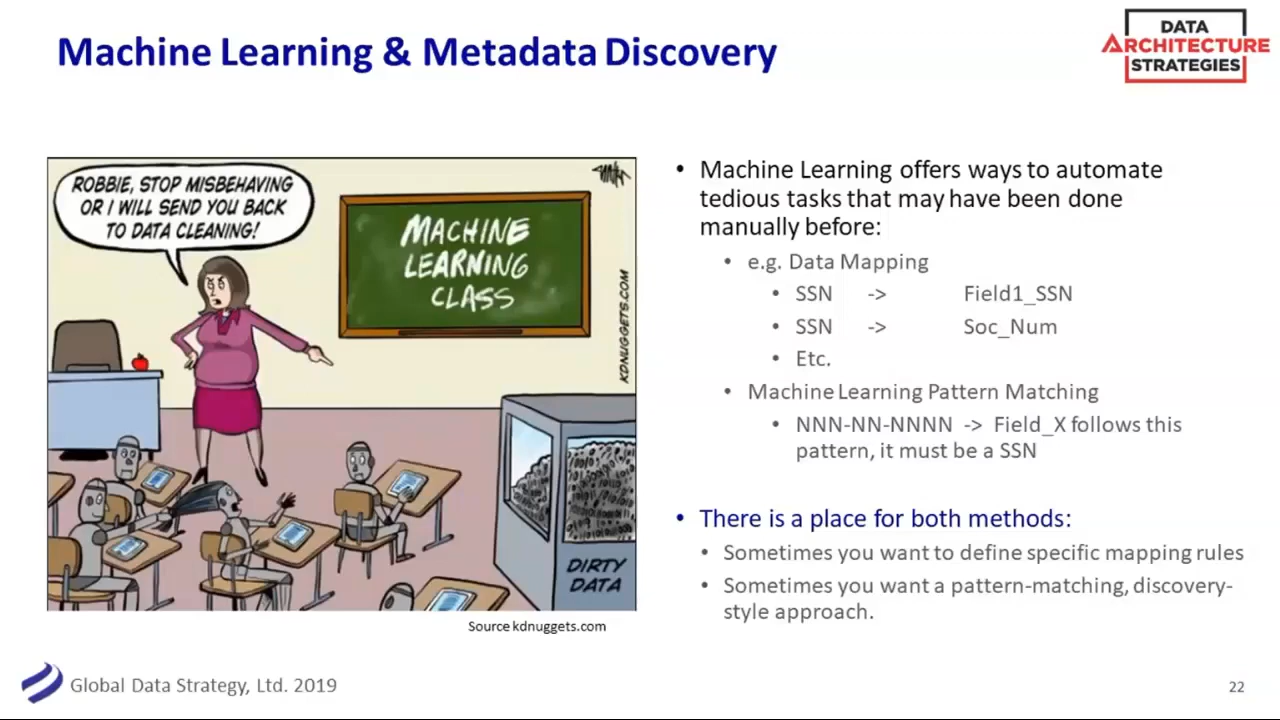 Machine Learning & Metadata Discovery
DATA
ARCHITECTURE
STRATEGIES
ROBBIE, STOP MISBEHAVING
OR I WILL SEND YOU BACK
TO DATA CLEANING!
MACHINE
LEARNING
CLASS
KDNUGGETS.COM
DIRTY
DATA
Source kdnuggets.com
• Machine Learning offers ways to automate
tedious tasks that may have been done
manually before:
• e.g. Data Mapping
• SSN -> Field1_SSN
• SSN -> Soc_Num
• Etc.
• Machine Learning Pattern Matching
• NNN-NN-NNNN -> Field_X follows this
pattern, it must be a SSN
• There is a place for both methods:
• Sometimes you want to define specific mapping rules
• Sometimes you want a pattern-matching, discovery-
style approach.
Global Data Strategy, Ltd. 2019
22